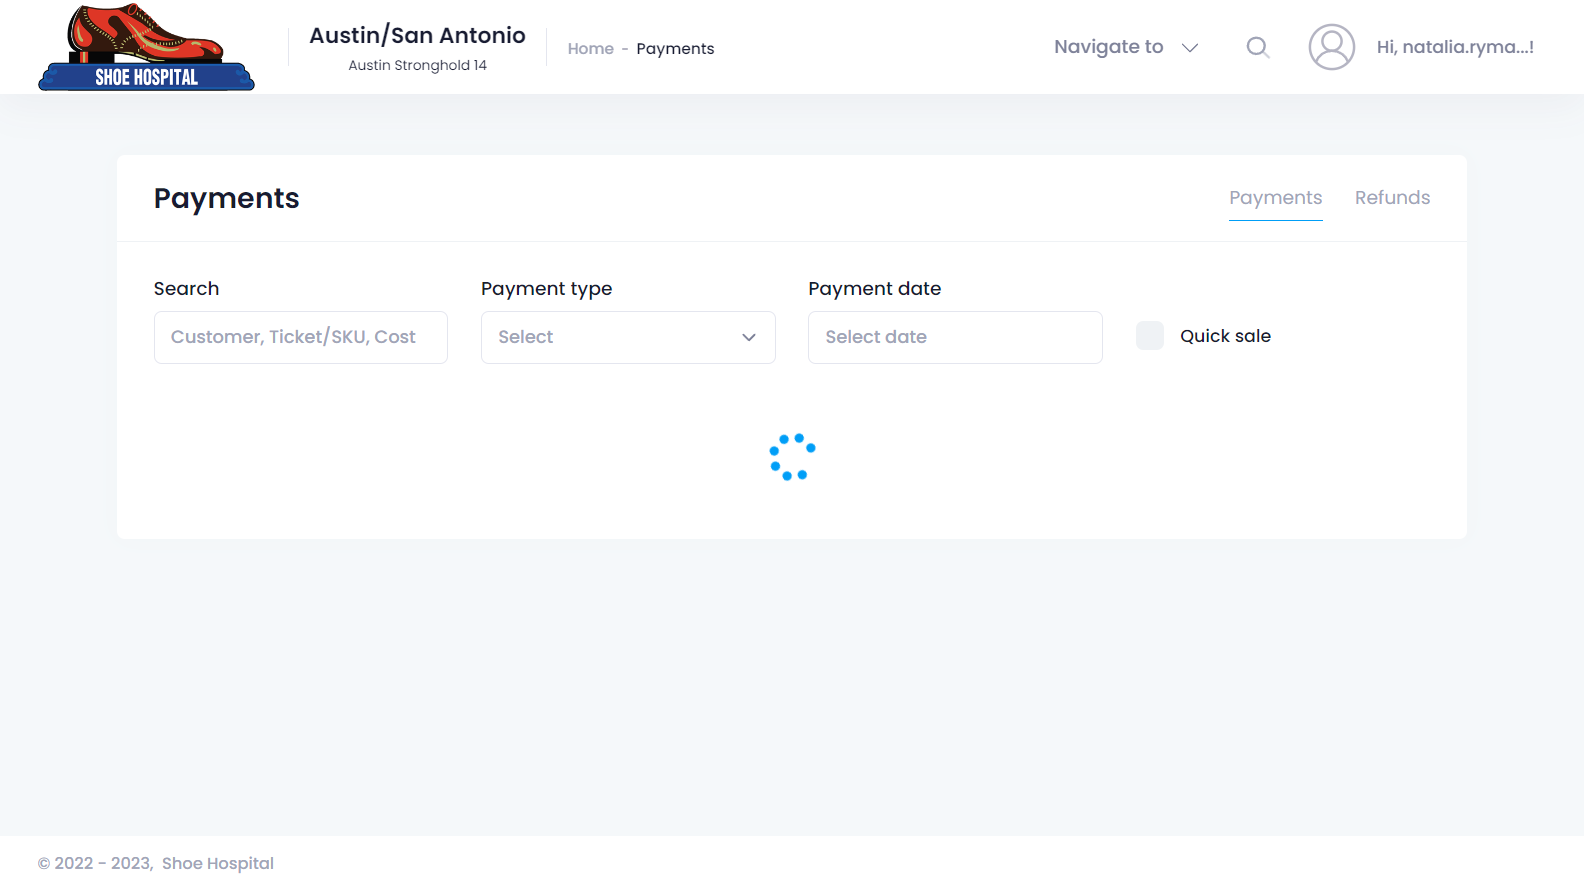 SHOE HOSPITAL
Austin/San Antonio
Austin Stronghold 14
Home - Payments
Navigate to
Hi, natalia.ryma...!
Payments
Payments
Refunds
Search
Payment type
Payment date
Customer, Ticket/SKU, Cost
Select
Select date
Quick sale
© 2022 - 2023, Shoe Hospital